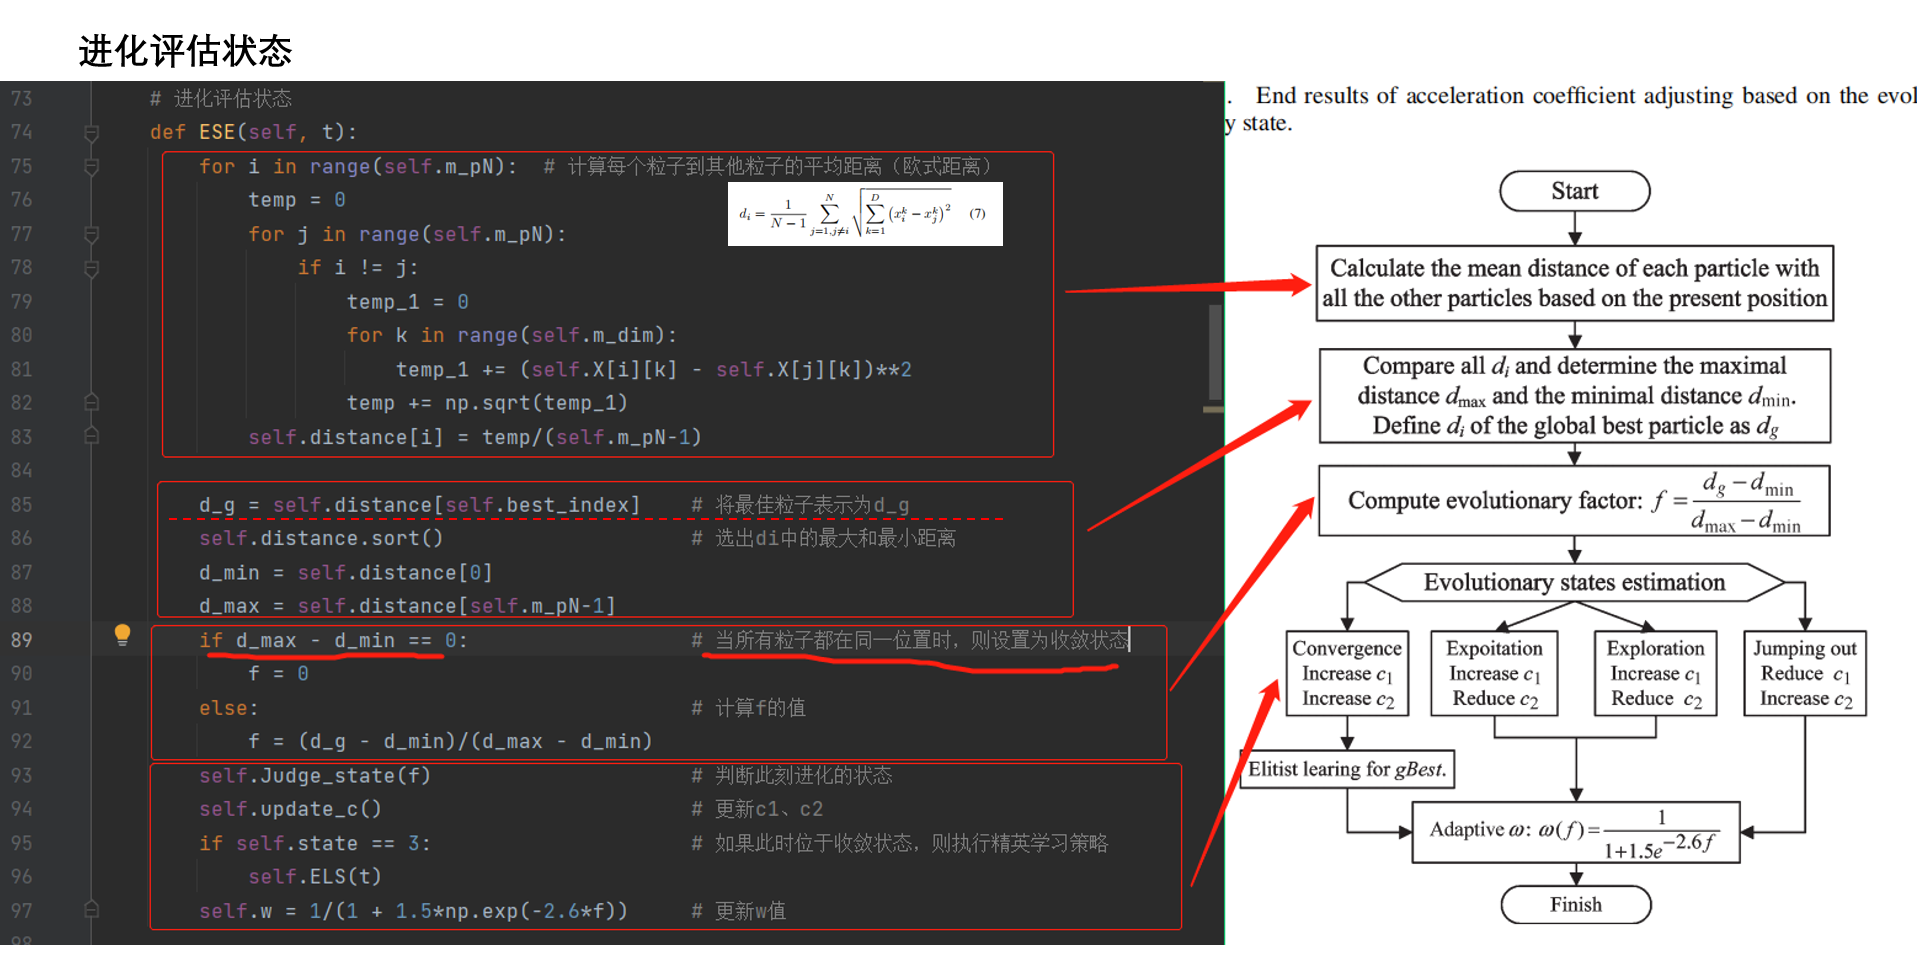 进化评估状态
73 # 进化评估状态
74 def ESE(self, t):
75 for i in range(self.m_pN): # 计算每个粒子到其他粒子的平均距离（欧式距离）
76 temp = 0
77 for j in range(self.m_pN):
78 if i != j:
79 temp_1 = 0
80 for k in range(self.m_dim):
81 temp_1 += (self.X[i][k] - self.X[j][k])**2
82 temp += np.sqrt(temp_1)
83 self.distance[i] = temp/(self.m_pN-1)
84
85 d_g = self.distance[self.best_index] # 将最佳粒子表示为d_g
86 self.distance.sort() # 选出di中的最大和最小距离
87 d_min = self.distance[0]
88 d_max = self.distance[self.m_pN-1]
89 if d_max - d_min == 0: # 当所有粒子都在同一位置时，则设置为收敛状态
90 f = 0
91 else: # 计算f的值
92 f = (d_g - d_min)/(d_max - d_min)
93 self.Judge_state(f) # 判断此刻进化的状态
94 self.update_c() # 更新c1、c2
95 if self.state == 3: # 如果此时位于收敛状态，则执行精英学习策略
96 self.ELS(t)
97 self.w = 1/(1 + 1.5*np.exp(-2.6*f)) # 更新w值
98
d_i = \frac{1}{N-1} \sum_{j=1,j≠i}^{N} \sqrt{\sum_{k=1}^{D} (x_i^k - x_j^k)^2} (7)
. End results of acceleration coefficient adjusting based on the evol
y state.
Start
Calculate the mean distance of each particle with
all the other particles based on the present position
Compare all d_i and determine the maximal
distance d_max and the minimal distance d_min.
Define d_i of the global best particle as d_g
Compute evolutionary factor: f = \frac{d_g - d_min}{d_max - d_min}
Evolutionary states estimation
Convergence
Increase c_1
Increase c_2
Expoitation
Increase c_1
Reduce c_2
Exploration
Increase c_1
Reduce c_2
Jumping out
Reduce c_1
Increase c_2
Elitist learing for gBest.
Adaptive ω: ω(f) = \frac{1}{1+1.5e^{-2.6f}}
Finish